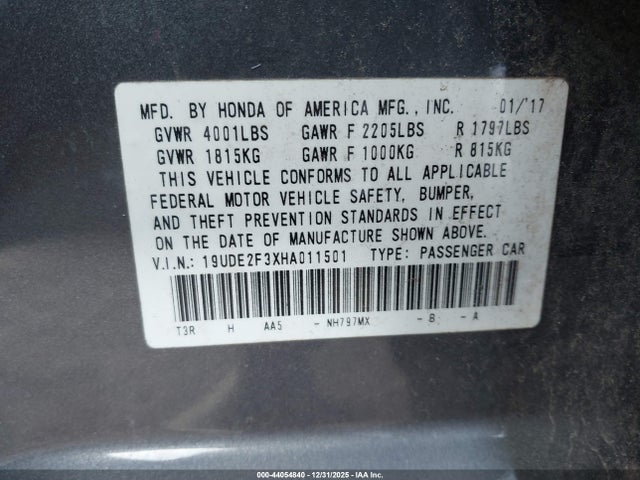 MFD. BY HONDA OF AMERICA MFG., INC. 01/'17
GVWR 4001LBS GAWR F 2205LBS R 1797LBS
GVWR 1815KG GAWR F 1000KG R 815KG
THIS VEHICLE CONFORMS TO ALL APPLICABLE
FEDERAL MOTOR VEHICLE SAFETY, BUMPER,
AND THEFT PREVENTION STANDARDS IN EFFECT
ON THE DATE OF MANUFACTURE SHOWN ABOVE.
V.I.N.: 19UDE2F3XHA011501 TYPE: PASSENGER CAR
T3R H AA5 - NH797MX - B - A
000-44054840 - 12/31/2025 - IAA Inc.